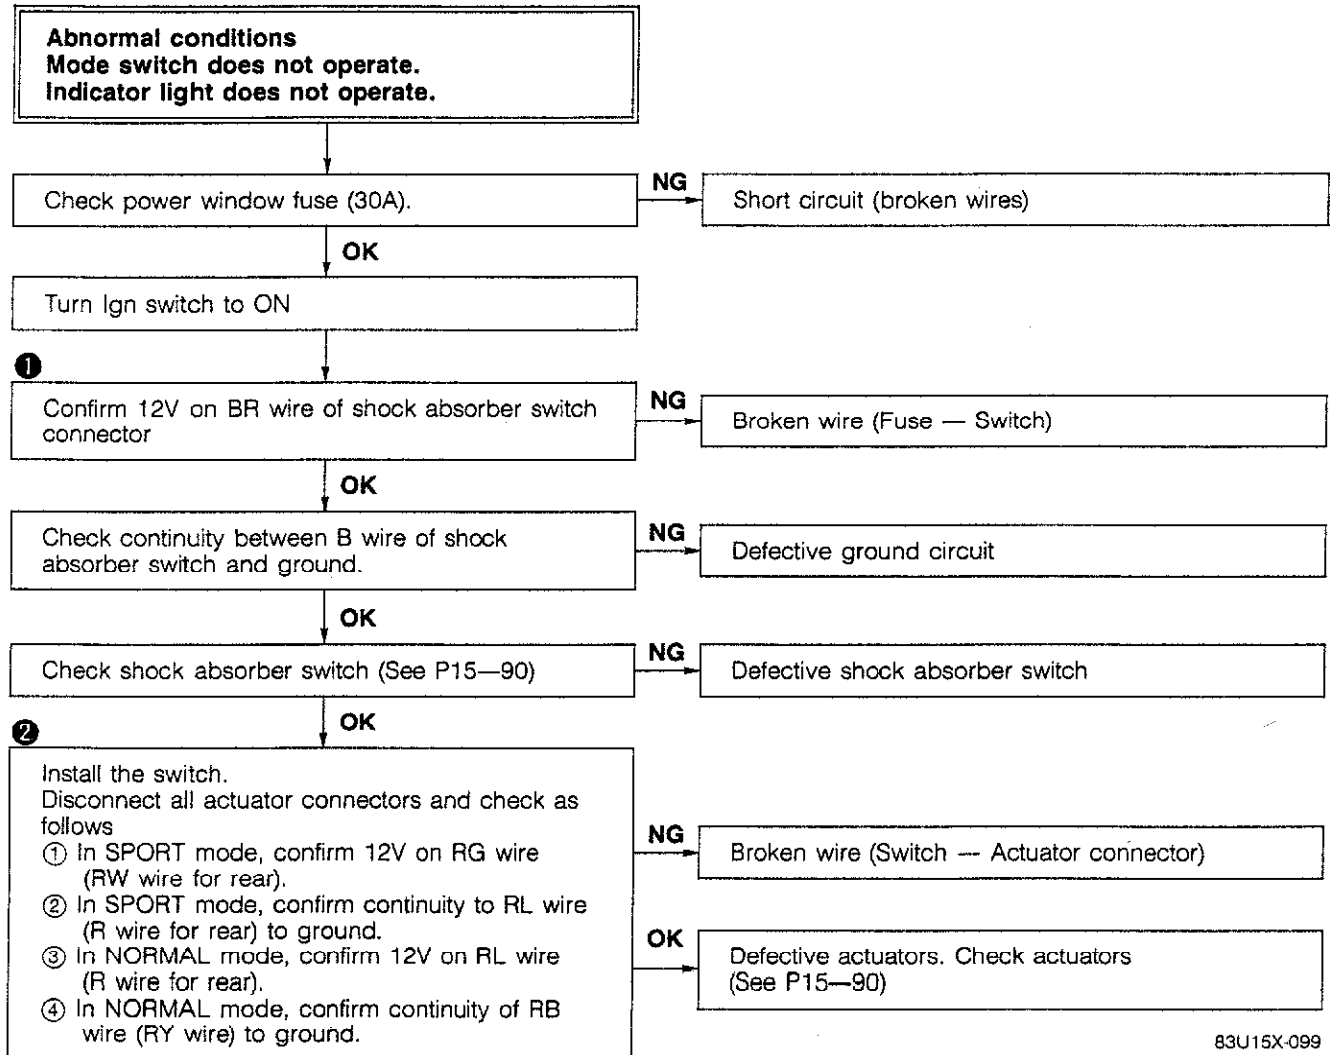 Abnormal conditions
Mode switch does not operate.
Indicator light does not operate.
Check power window fuse (30A).
NG
Short circuit (broken wires)
OK
Turn Ign switch to ON
❶
Confirm 12V on BR wire of shock absorber switch
connector
NG
Broken wire (Fuse — Switch)
OK
Check continuity between B wire of shock
absorber switch and ground.
NG
Defective ground circuit
OK
Check shock absorber switch (See P15—90)
NG
Defective shock absorber switch
OK
❷
Install the switch.
Disconnect all actuator connectors and check as
follows
① In SPORT mode, confirm 12V on RG wire
(RW wire for rear).
② In SPORT mode, confirm continuity to RL wire
(R wire for rear) to ground.
③ In NORMAL mode, confirm 12V on RL wire
(R wire for rear).
④ In NORMAL mode, confirm continuity of RB
wire (RY wire) to ground.
NG
Broken wire (Switch — Actuator connector)
OK
Defective actuators. Check actuators
(See P15—90)
83U15X-099